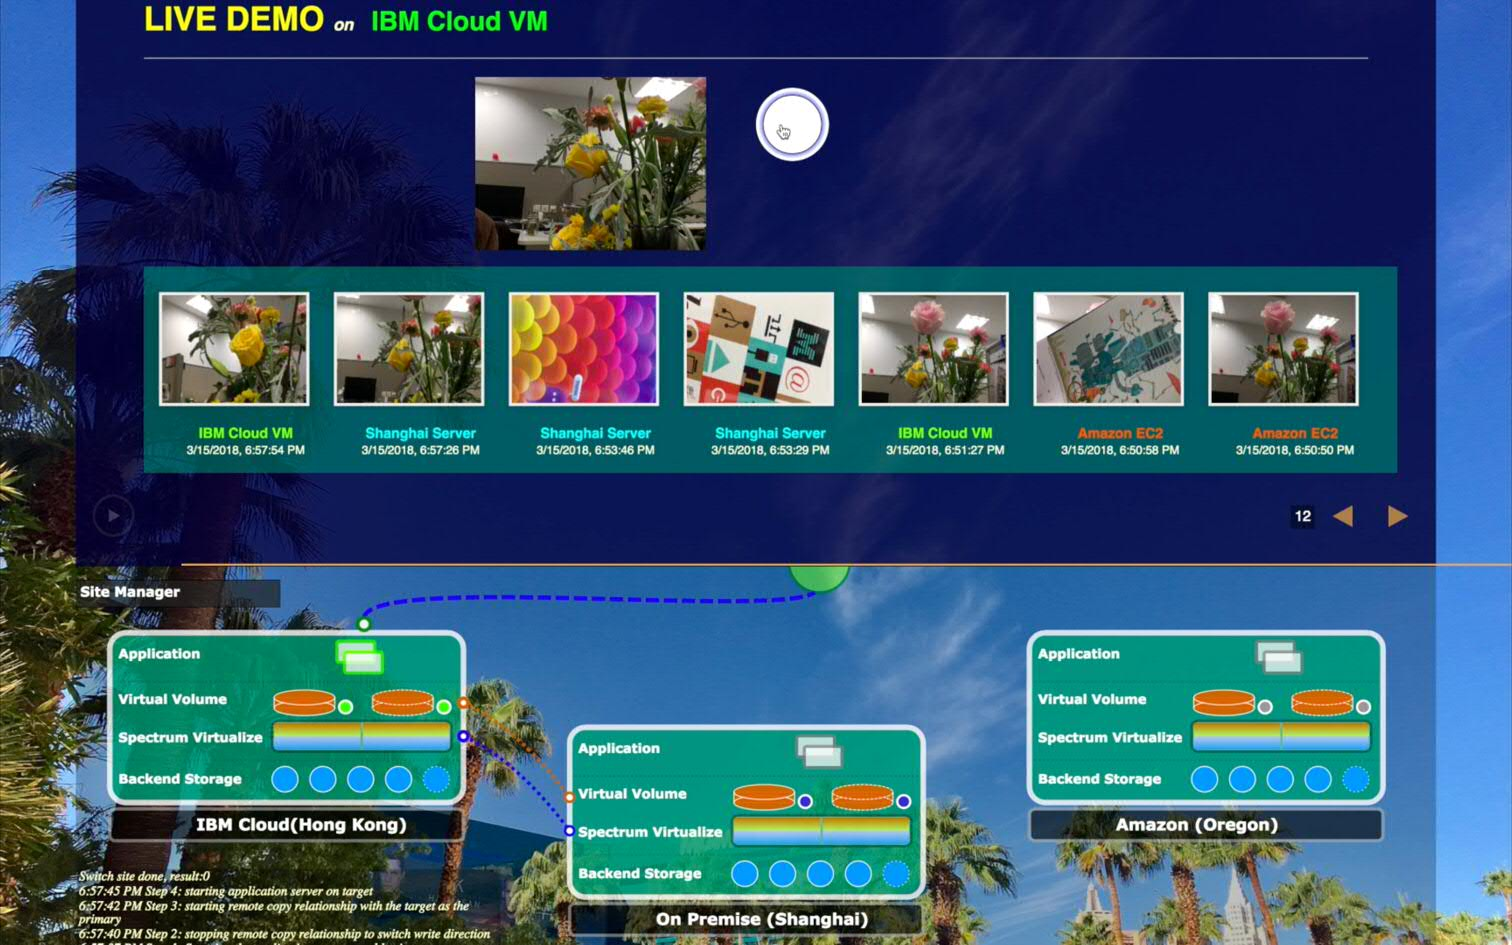 LIVE DEMO on IBM Cloud VM
IBM Cloud VM
3/15/2018, 6:57:54 PM
Shanghai Server
3/15/2018, 6:57:26 PM
Shanghai Server
3/15/2018, 6:53:46 PM
Shanghai Server
3/15/2018, 6:53:29 PM
IBM Cloud VM
3/15/2018, 6:51:27 PM
Amazon EC2
3/15/2018, 6:50:58 PM
Amazon EC2
3/15/2018, 6:50:50 PM
12
Site Manager
Application
Virtual Volume
Spectrum Virtualize
Backend Storage
IBM Cloud(Hong Kong)
Application
Virtual Volume
Spectrum Virtualize
Backend Storage
On Premise (Shanghai)
Application
Virtual Volume
Spectrum Virtualize
Backend Storage
Amazon (Oregon)
Switch site done, result:0
6:57:45 PM Step 4: starting application server on target
6:57:42 PM Step 3: starting remote copy relationship with the target as the
primary
6:57:40 PM Step 2: stopping remote copy relationship to switch write direction